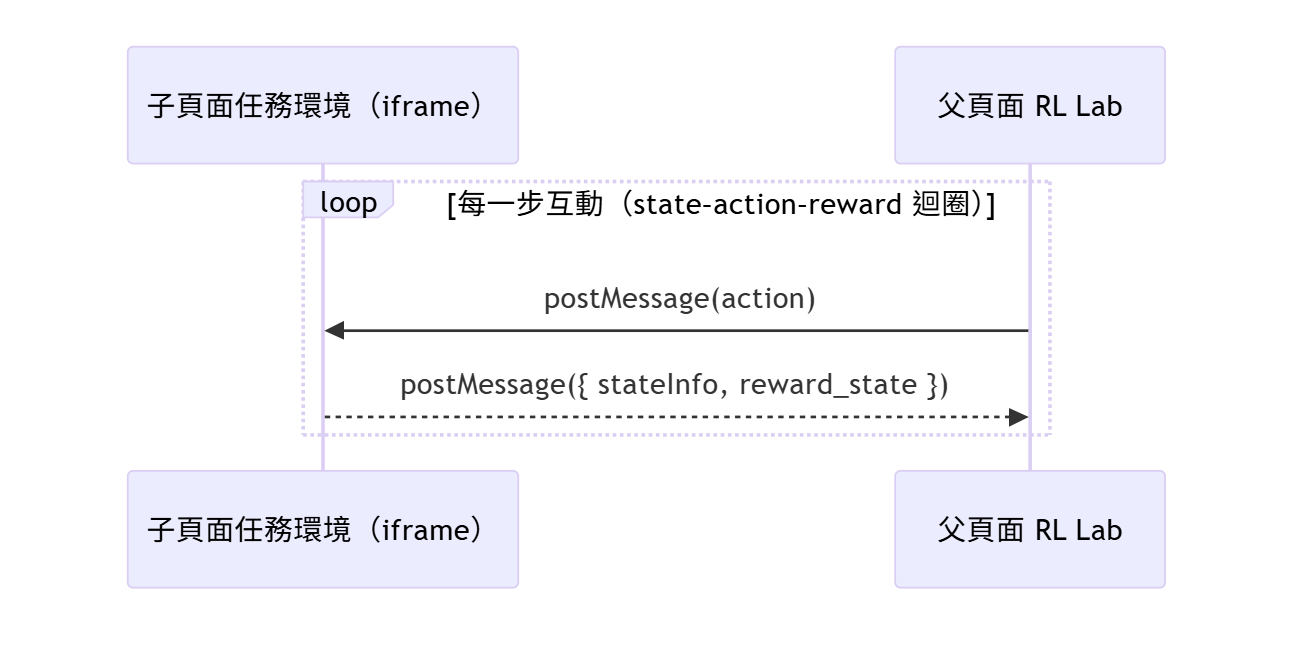 子頁面任務環境（iframe）
父頁面 RL Lab
loop
[每一步互動（state-action-reward 迴圈）]
postMessage(action)
postMessage({ stateInfo, reward_state })
子頁面任務環境（iframe）
父頁面 RL Lab